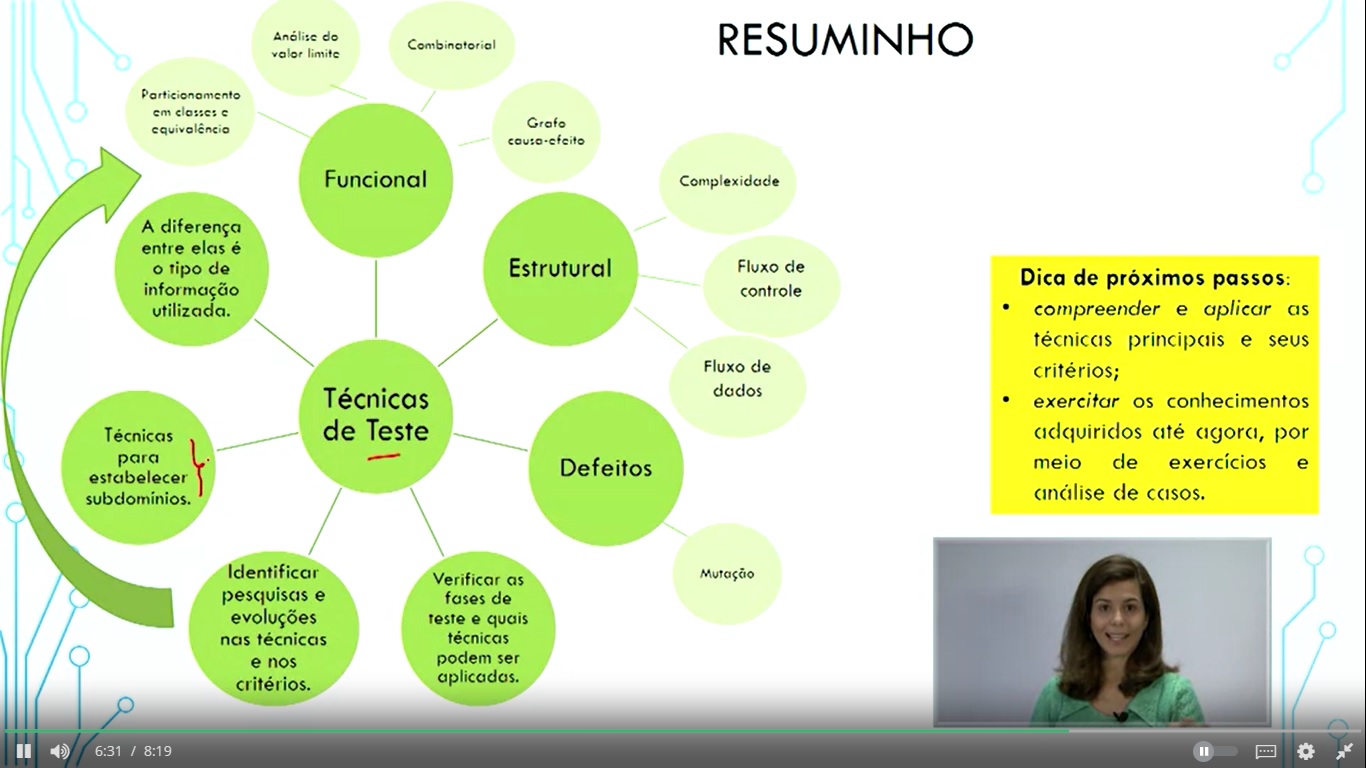 RESUMINHO
Análise do
valor limite
Combinatorial
Particionamento
em classes e
equivalência
Grafo
causa-efeito
Funcional
Complexidade
A diferença
entre elas é
o tipo de
informação
utilizada.
Estrutural
Fluxo de
controle
Fluxo de
dados
Técnicas
de Teste
Técnicas
para
estabelecer
subdomínios.
Defeitos
Mutação
Identificar
pesquisas e
evoluções
nas técnicas
e nos
critérios.
Verificar as
fases de
teste e quais
técnicas
podem ser
aplicadas.
Dica de próximos passos:
• compreender e aplicar as
técnicas principais e seus
critérios;
• exercitar os conhecimentos
adquiridos até agora, por
meio de exercícios e
análise de casos.
6:31 / 8:19